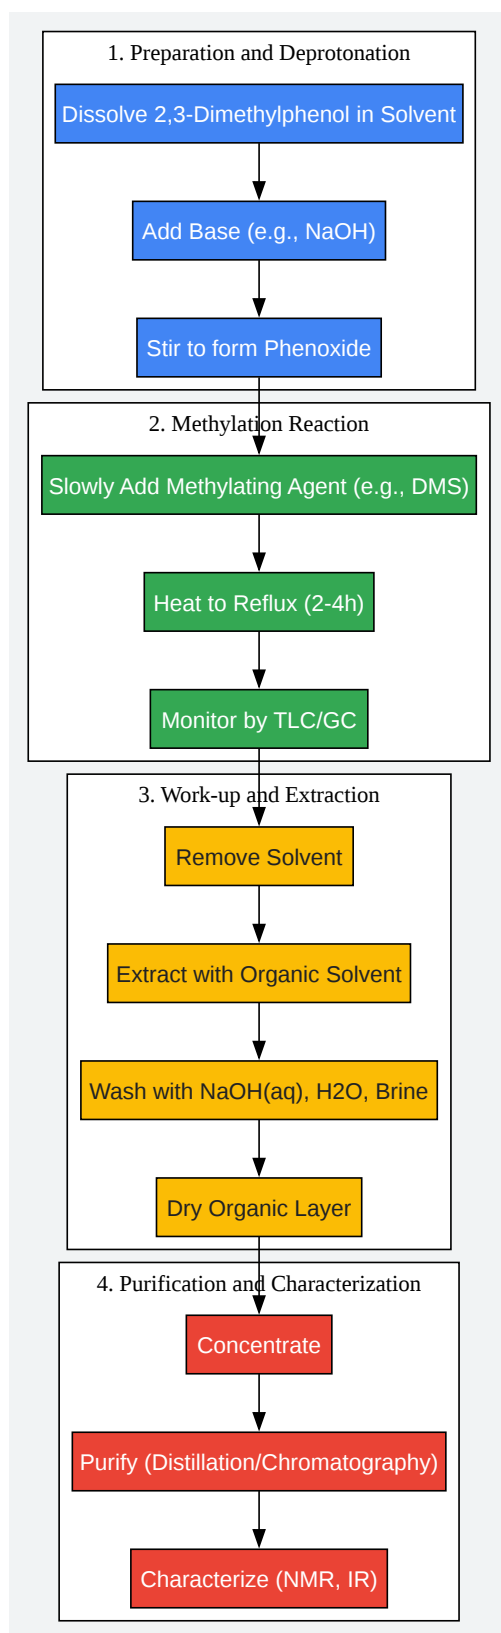 1. Preparation and Deprotonation
Dissolve 2,3-Dimethylphenol in Solvent
Add Base (e.g., NaOH)
Stir to form Phenoxide
2. Methylation Reaction
Slowly Add Methylating Agent (e.g., DMS)
Heat to Reflux (2-4h)
Monitor by TLC/GC
3. Work-up and Extraction
Remove Solvent
Extract with Organic Solvent
Wash with NaOH(aq), H2O, Brine
Dry Organic Layer
4. Purification and Characterization
Concentrate
Purify (Distillation/Chromatography)
Characterize (NMR, IR)